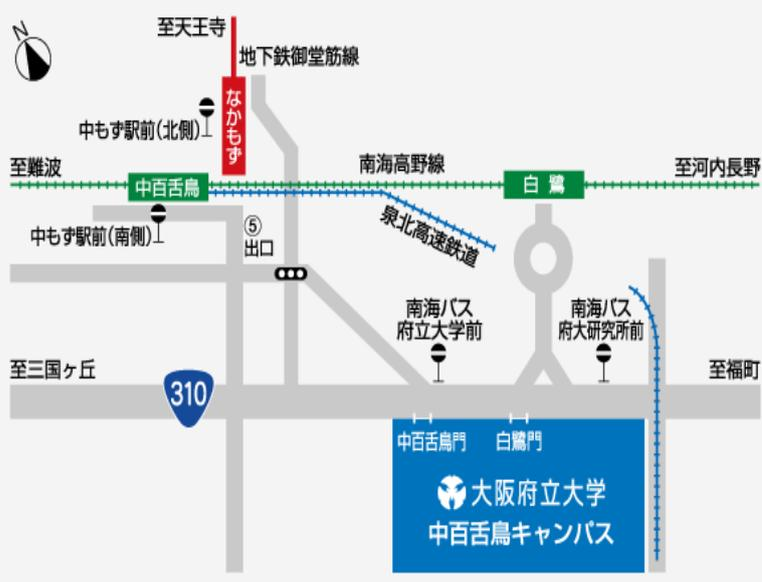 N
至天王寺
地下鉄御堂筋線
なかもず
中もず駅前(北側)
至難波
南海高野線
至河内長野
中百舌鳥
白鷺
中もず駅前(南側)
⑤
出口
泉北高速鉄道
南海バス
府立大学前
南海バス
府大研究所前
至三国ヶ丘
310
至福町
中百舌鳥門
白鷺門
大阪府立大学
中百舌鳥キャンパス